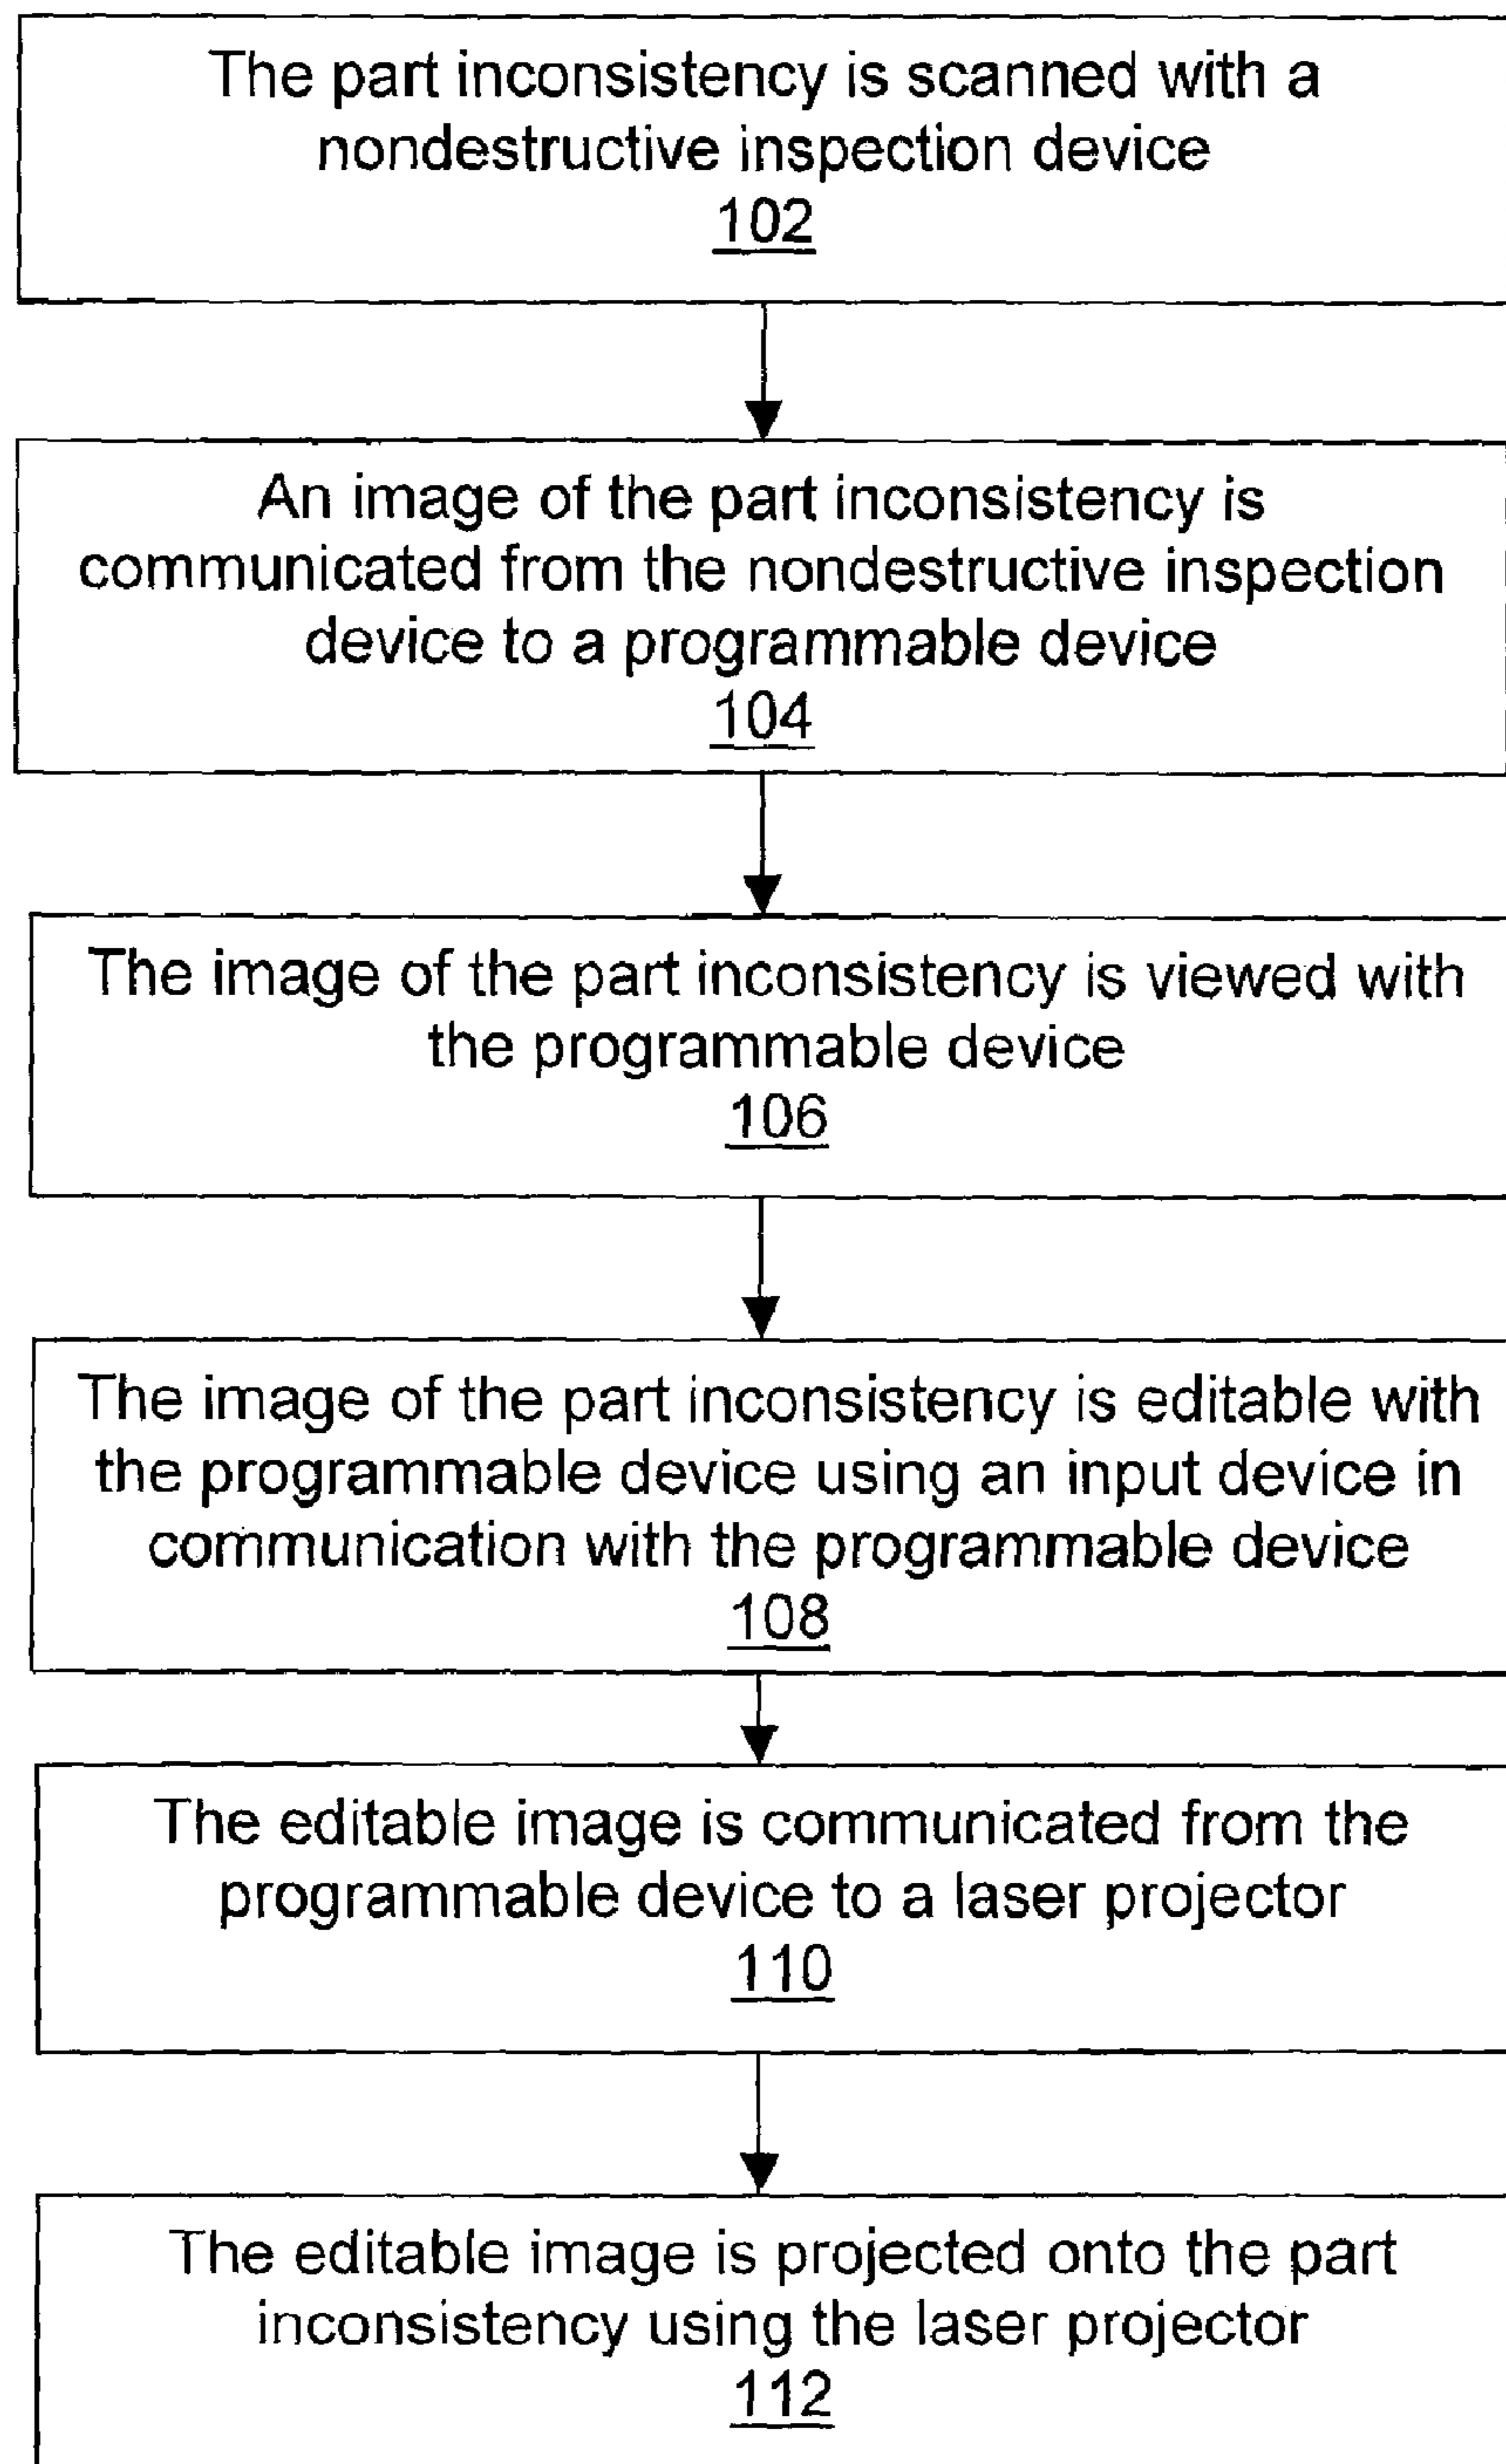 The part inconsistency is scanned with a
nondestructive inspection device
102
An image of the part inconsistency is
communicated from the nondestructive inspection
device to a programmable device
104
The image of the part inconsistency is viewed with
the programmable device
106
The image of the part inconsistency is editable with
the programmable device using an input device in
communication with the programmable device
108
The editable image is communicated from the
programmable device to a laser projector
110
The editable image is projected onto the part
inconsistency using the laser projector
112